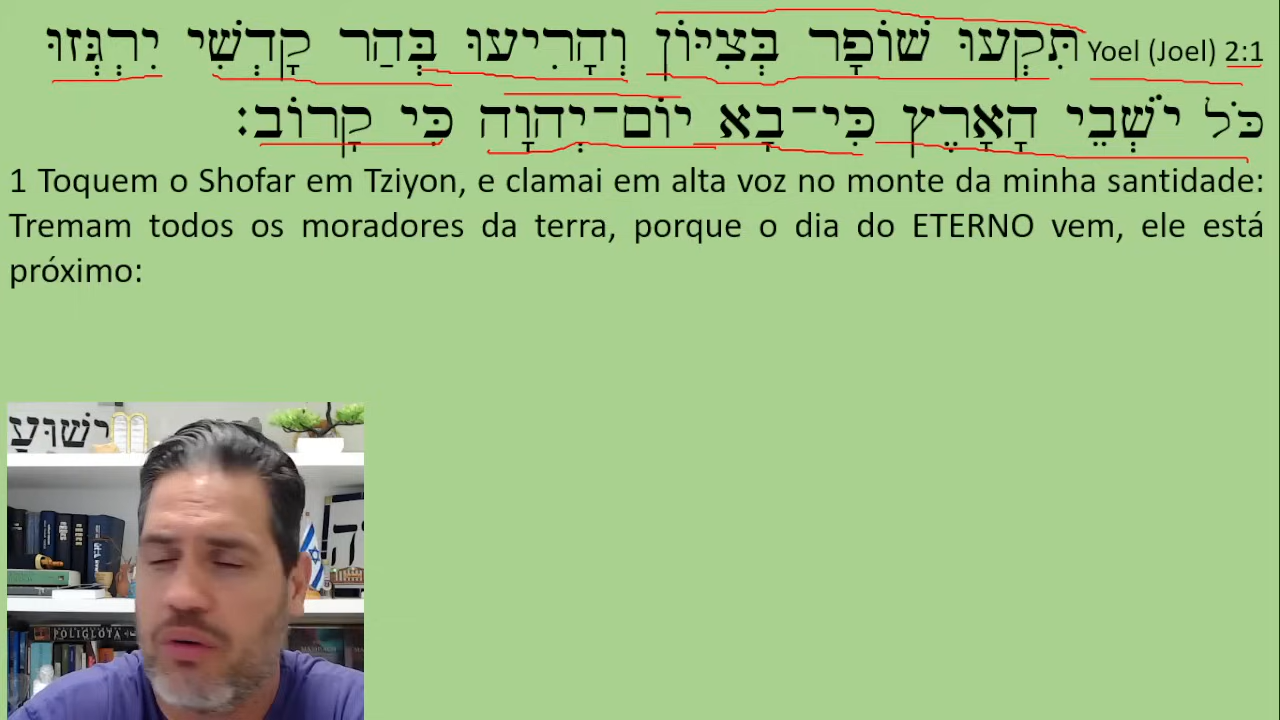 Yoel (Joel) 2:1 תִּקְעוּ שׁוֹפָר בְּצִיּוֹן וְהָרִיעוּ בְּהַר קָדְשִׁי יִרְגְּזוּ
כֹּל יֹשְׁבֵי הָאָרֶץ כִּי־בָא יוֹם־יְהוָה כִּי קָרוֹב׃
1 Toquem o Shofar em Tziyon, e clamai em alta voz no monte da minha santidade:
Tremam todos os moradores da terra, porque o dia do ETERNO vem, ele está
próximo:
ישׁוּעַ
POLIGLOTA